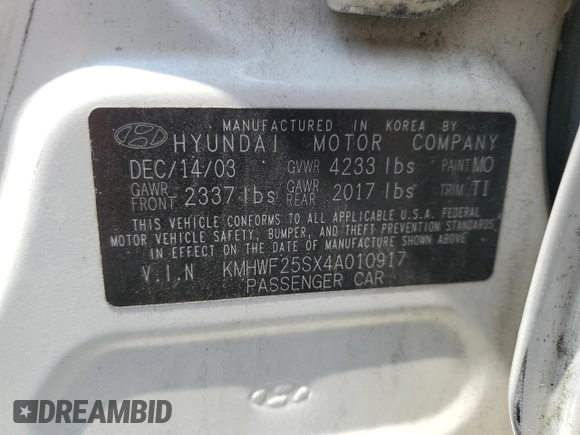 MANUFACTURED IN KOREA BY
HYUNDAI MOTOR COMPANY
DEC/14/03 GVWR 4233 lbs PAINT MO
GAWR FRONT 2337 lbs GAWR REAR 2017 lbs TRIM TI
THIS VEHICLE CONFORMS TO ALL APPLICABLE U.S.A. FEDERAL
MOTOR VEHICLE SAFETY, BUMPER, AND THEFT PREVENTION STANDARDS
IN EFFECT ON THE DATE OF MANUFACTURE SHOWN ABOVE.
V.I.N KMHWF25SX4A010917
PASSENGER CAR
DREAMBID